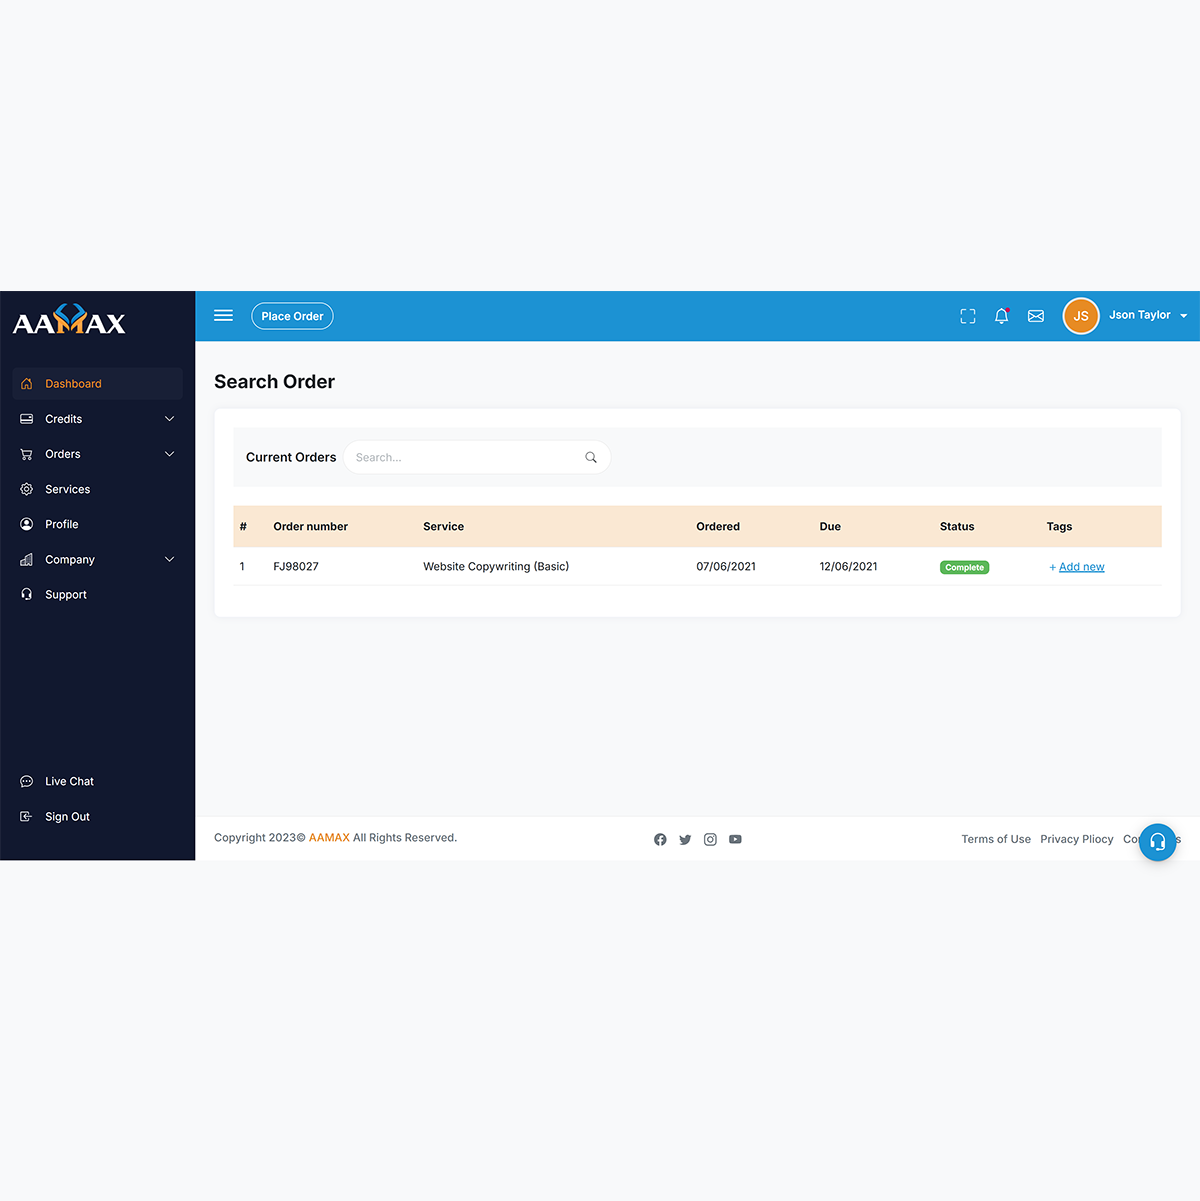 AAMAX
Place Order
JS
Json Taylor
Dashboard
Credits
Orders
Services
Profile
Company
Support
Live Chat
Sign Out
Search Order
Current Orders Search...
# Order number Service Ordered Due Status Tags
1 FJ98027 Website Copywriting (Basic) 07/06/2021 12/06/2021 Complete + Add new
Copyright 2023© AAMAX All Rights Reserved.
Terms of Use Privacy Pliocy